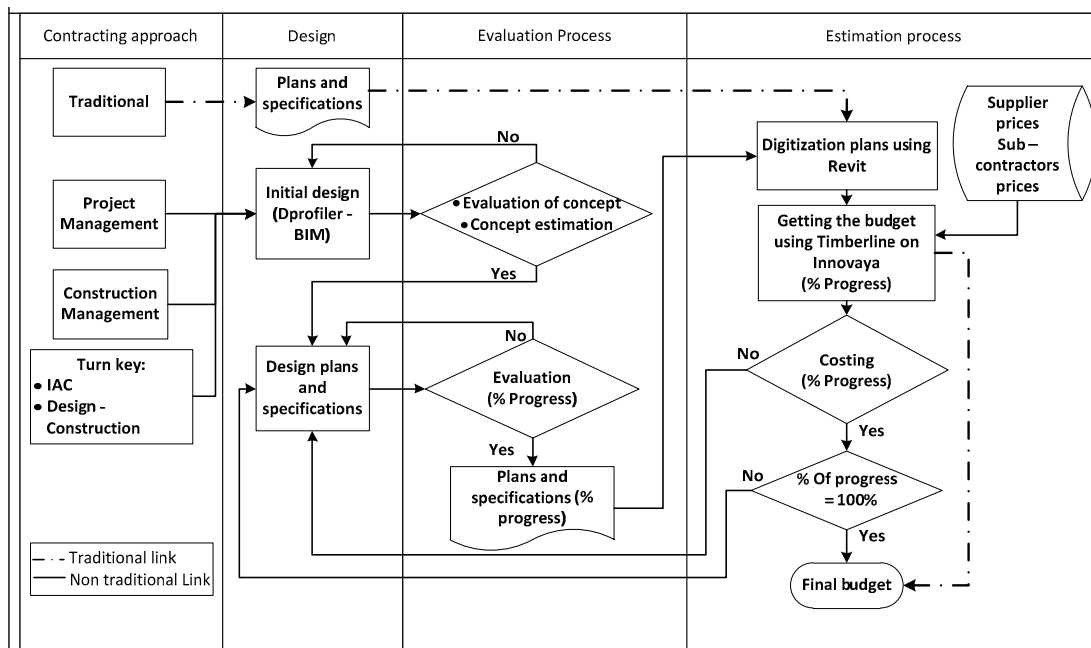 Contracting approach
Design
Evaluation Process
Estimation process
Traditional
Plans and
specifications
Supplier
prices
Sub–
contractors
prices
No
Digitization plans using
Revit
Project
Management
Initial design
(Dprofiler -
BIM)
• Evaluation of concept
• Concept estimation
Getting the budget
using Timberline on
Innovaya
(% Progress)
Yes
Construction
Management
No
Turn key:
• IAC
• Design -
Construction
Design plans
and
specifications
Evaluation
(% Progress)
No
Costing
(% Progress)
Yes
Yes
Plans and
specifications (%
progress)
No
% Of progress
= 100%
Yes
Traditional link
Non traditional Link
Final budget